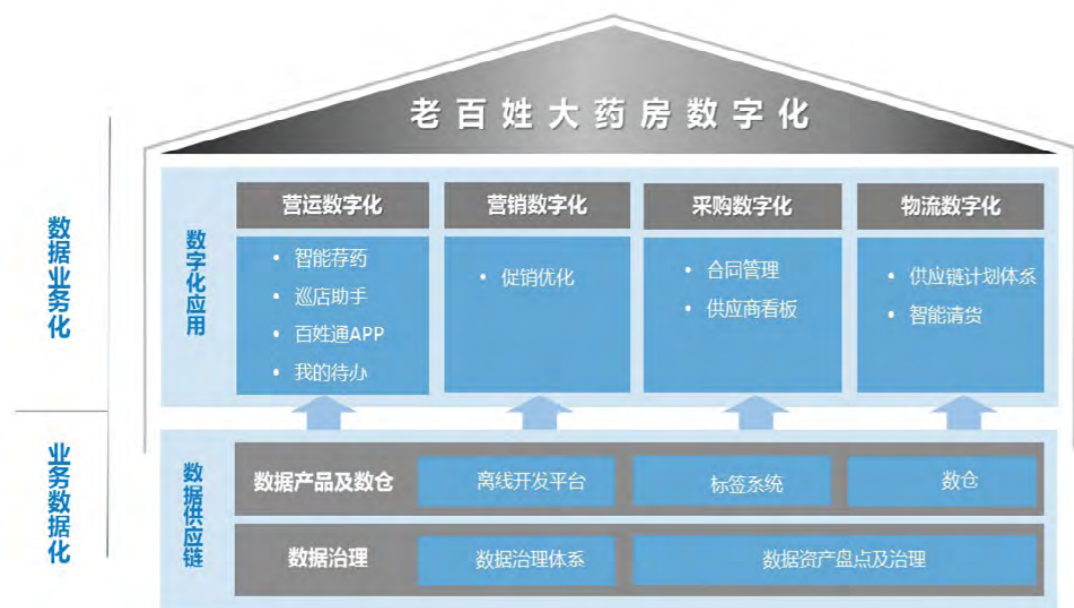 老百姓大药房数字化
数据业务化
数字化应用
营运数字化
• 智能荐药
• 巡店助手
• 百姓通APP
• 我的待办
营销数字化
• 促销优化
采购数字化
• 合同管理
• 供应商看板
物流数字化
• 供应链计划体系
• 智能请货
业务数据化
数据供应链
数据产品及数仓
离线开发平台
标签系统
数仓
数据治理
数据治理体系
数据资产盘点及治理